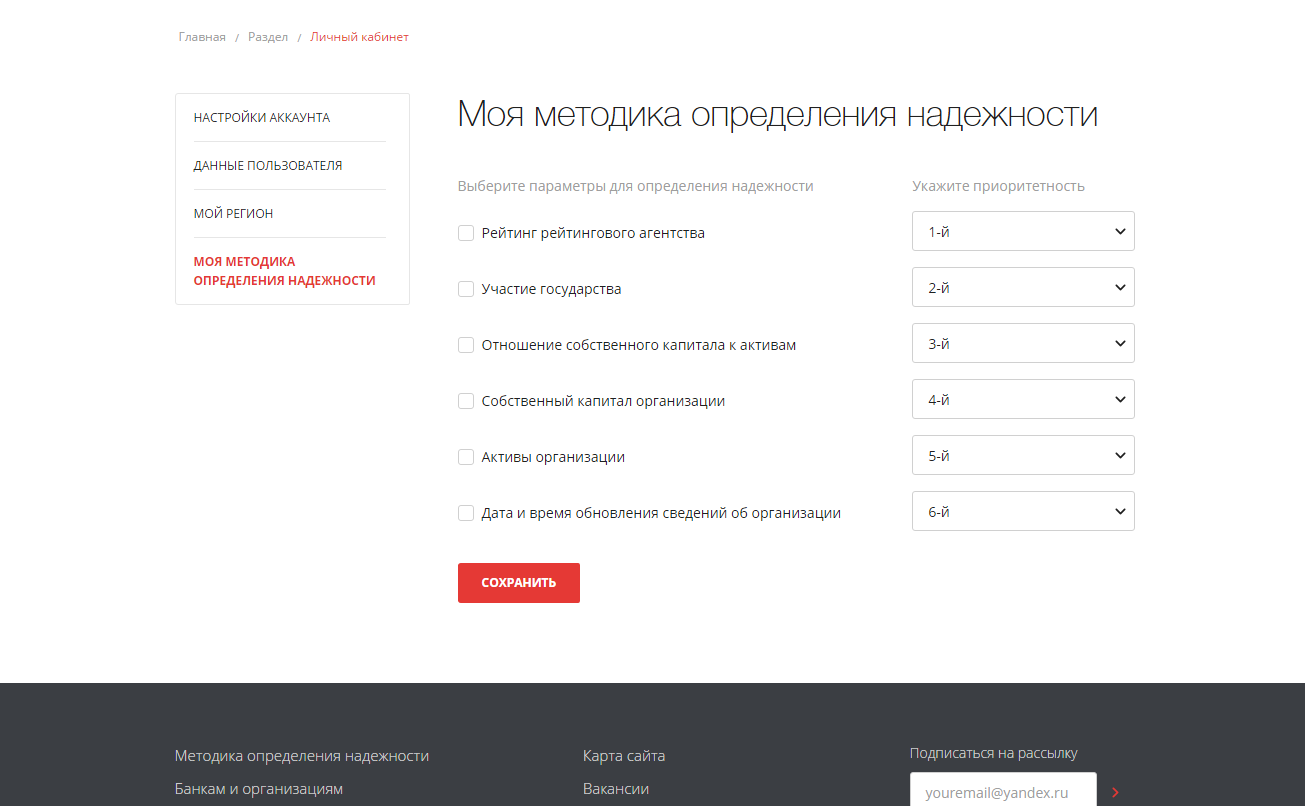 Главная / Раздел / Личный кабинет
НАСТРОЙКИ АККАУНТА
ДАННЫЕ ПОЛЬЗОВАТЕЛЯ
МОЙ РЕГИОН
МОЯ МЕТОДИКА
ОПРЕДЕЛЕНИЯ НАДЕЖНОСТИ
Моя методика определения надежности
Выберите параметры для определения надежности Укажите приоритетность
Рейтинг рейтингового агентства 1-й
Участие государства 2-й
Отношение собственного капитала к активам 3-й
Собственный капитал организации 4-й
Активы организации 5-й
Дата и время обновления сведений об организации 6-й
СОХРАНИТЬ
Методика определения надежности Карта сайта Подписаться на рассылку
Банкам и организациям Вакансии youremail@yandex.ru